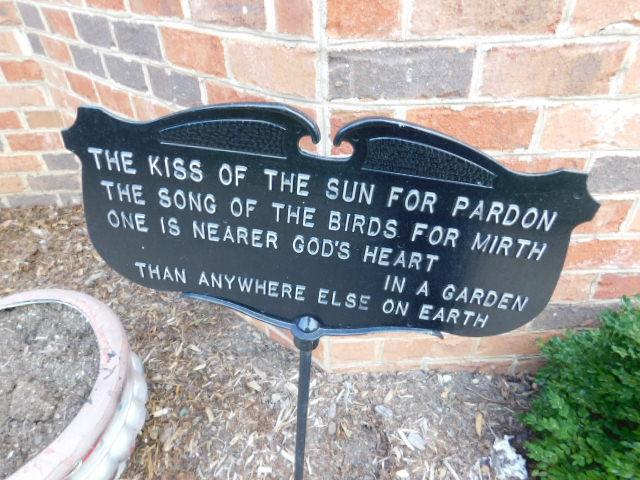 THE KISS OF THE SUN FOR PARDON
THE SONG OF THE BIRDS FOR MIRTH
ONE IS NEARER GOD'S HEART
IN A GARDEN
THAN ANYWHERE ELSE ON EARTH